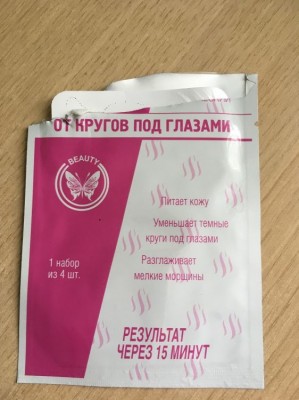 ОТ КРУГОВ ПОД ГЛАЗАМИ
BEAUTY
Питает кожу
Уменьшает темные
круги под глазами
1 набор
из 4 шт.
Разглаживает
мелкие морщины
РЕЗУЛЬТАТ
ЧЕРЕЗ 15 МИНУТ